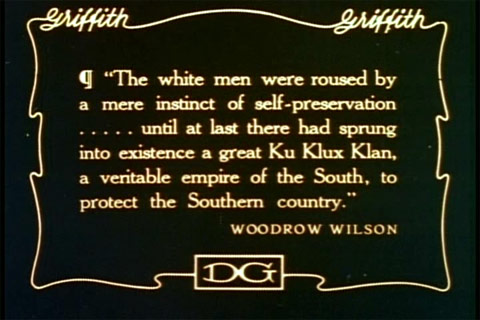 Griffith Griffith
¶ "The white men were roused by
a mere instinct of self-preservation
..... until at last there had sprung
into existence a great Ku Klux Klan,
a veritable empire of the South, to
protect the Southern country."
WOODROW WILSON
DG